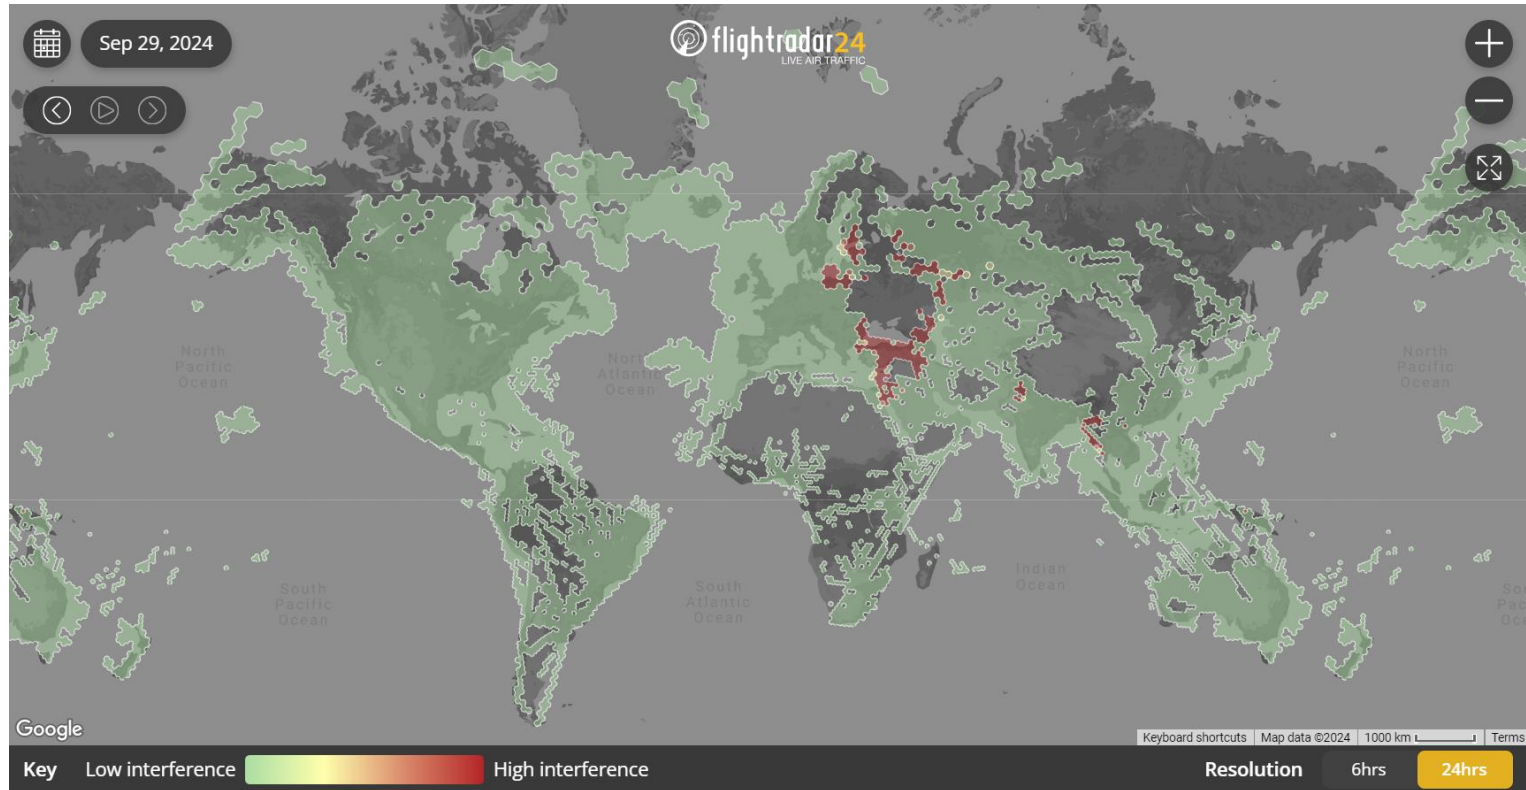 Sep 29, 2024
flightradar24
LIVE AIR TRAFFIC
North
Pacific
Ocean
North
Atlantic
Ocean
North
Pacific
Ocean
South
Pacific
Ocean
South
Atlantic
Ocean
Indian
Ocean
Google
Keyboard shortcuts Map data ©2024 1000 km Terms
Key Low interference High interference Resolution 6hrs 24hrs